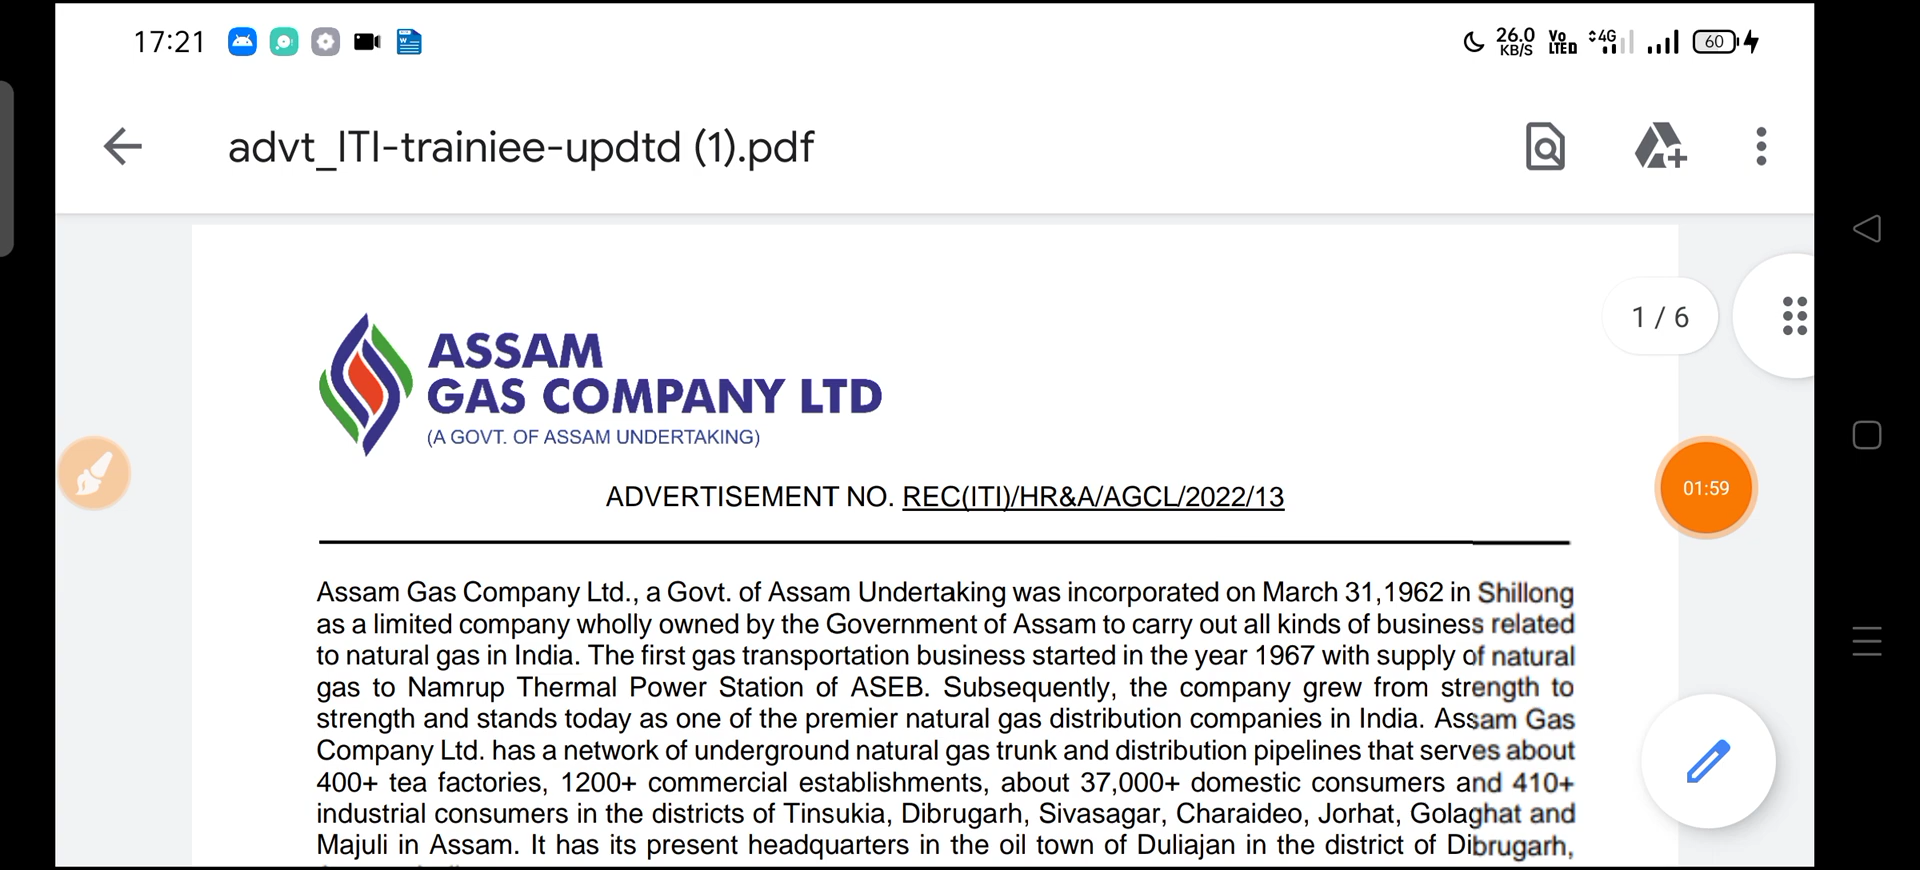 17:21
26.0 KB/S Vo LTE D 4G 60
advt_ITI-trainiee-updtd (1).pdf
1 / 6
ASSAM
GAS COMPANY LTD
(A GOVT. OF ASSAM UNDERTAKING)
ADVERTISEMENT NO. REC(ITI)/HR&A/AGCL/2022/13
01:59
Assam Gas Company Ltd., a Govt. of Assam Undertaking was incorporated on March 31,1962 in Shillong
as a limited company wholly owned by the Government of Assam to carry out all kinds of business related
to natural gas in India. The first gas transportation business started in the year 1967 with supply of natural
gas to Namrup Thermal Power Station of ASEB. Subsequently, the company grew from strength to
strength and stands today as one of the premier natural gas distribution companies in India. Assam Gas
Company Ltd. has a network of underground natural gas trunk and distribution pipelines that serves about
400+ tea factories, 1200+ commercial establishments, about 37,000+ domestic consumers and 410+
industrial consumers in the districts of Tinsukia, Dibrugarh, Sivasagar, Charaideo, Jorhat, Golaghat and
Majuli in Assam. It has its present headquarters in the oil town of Duliajan in the district of Dibrugarh,